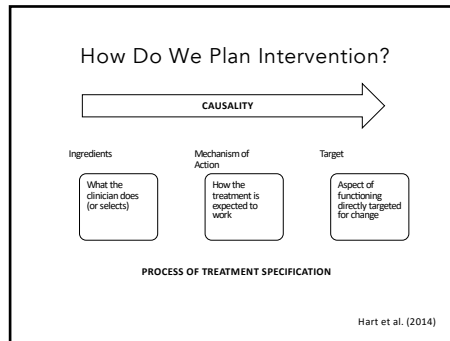 How Do We Plan Intervention?
CAUSALITY
Ingredients
What the
clinician does
(or selects)
Mechanism of
Action
How the
treatment is
expected to
work
Target
Aspect of
functioning
directly targeted
for change
PROCESS OF TREATMENT SPECIFICATION
Hart et al. (2014)